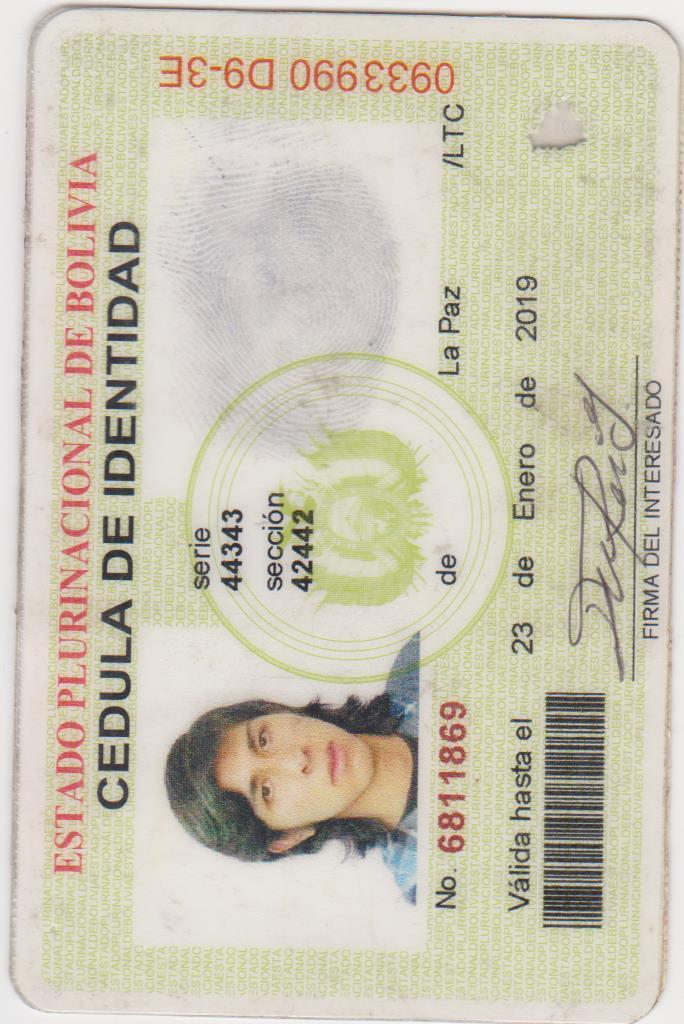 ESTADO PLURINACIONAL DE BOLIVIA
CEDULA DE IDENTIDAD
serie
44343
sección
42442
No. 6811869 de La Paz /LTC
Válida hasta el 23 de Enero de 2019
FIRMA DEL INTERESADO
0933990 D9-3E